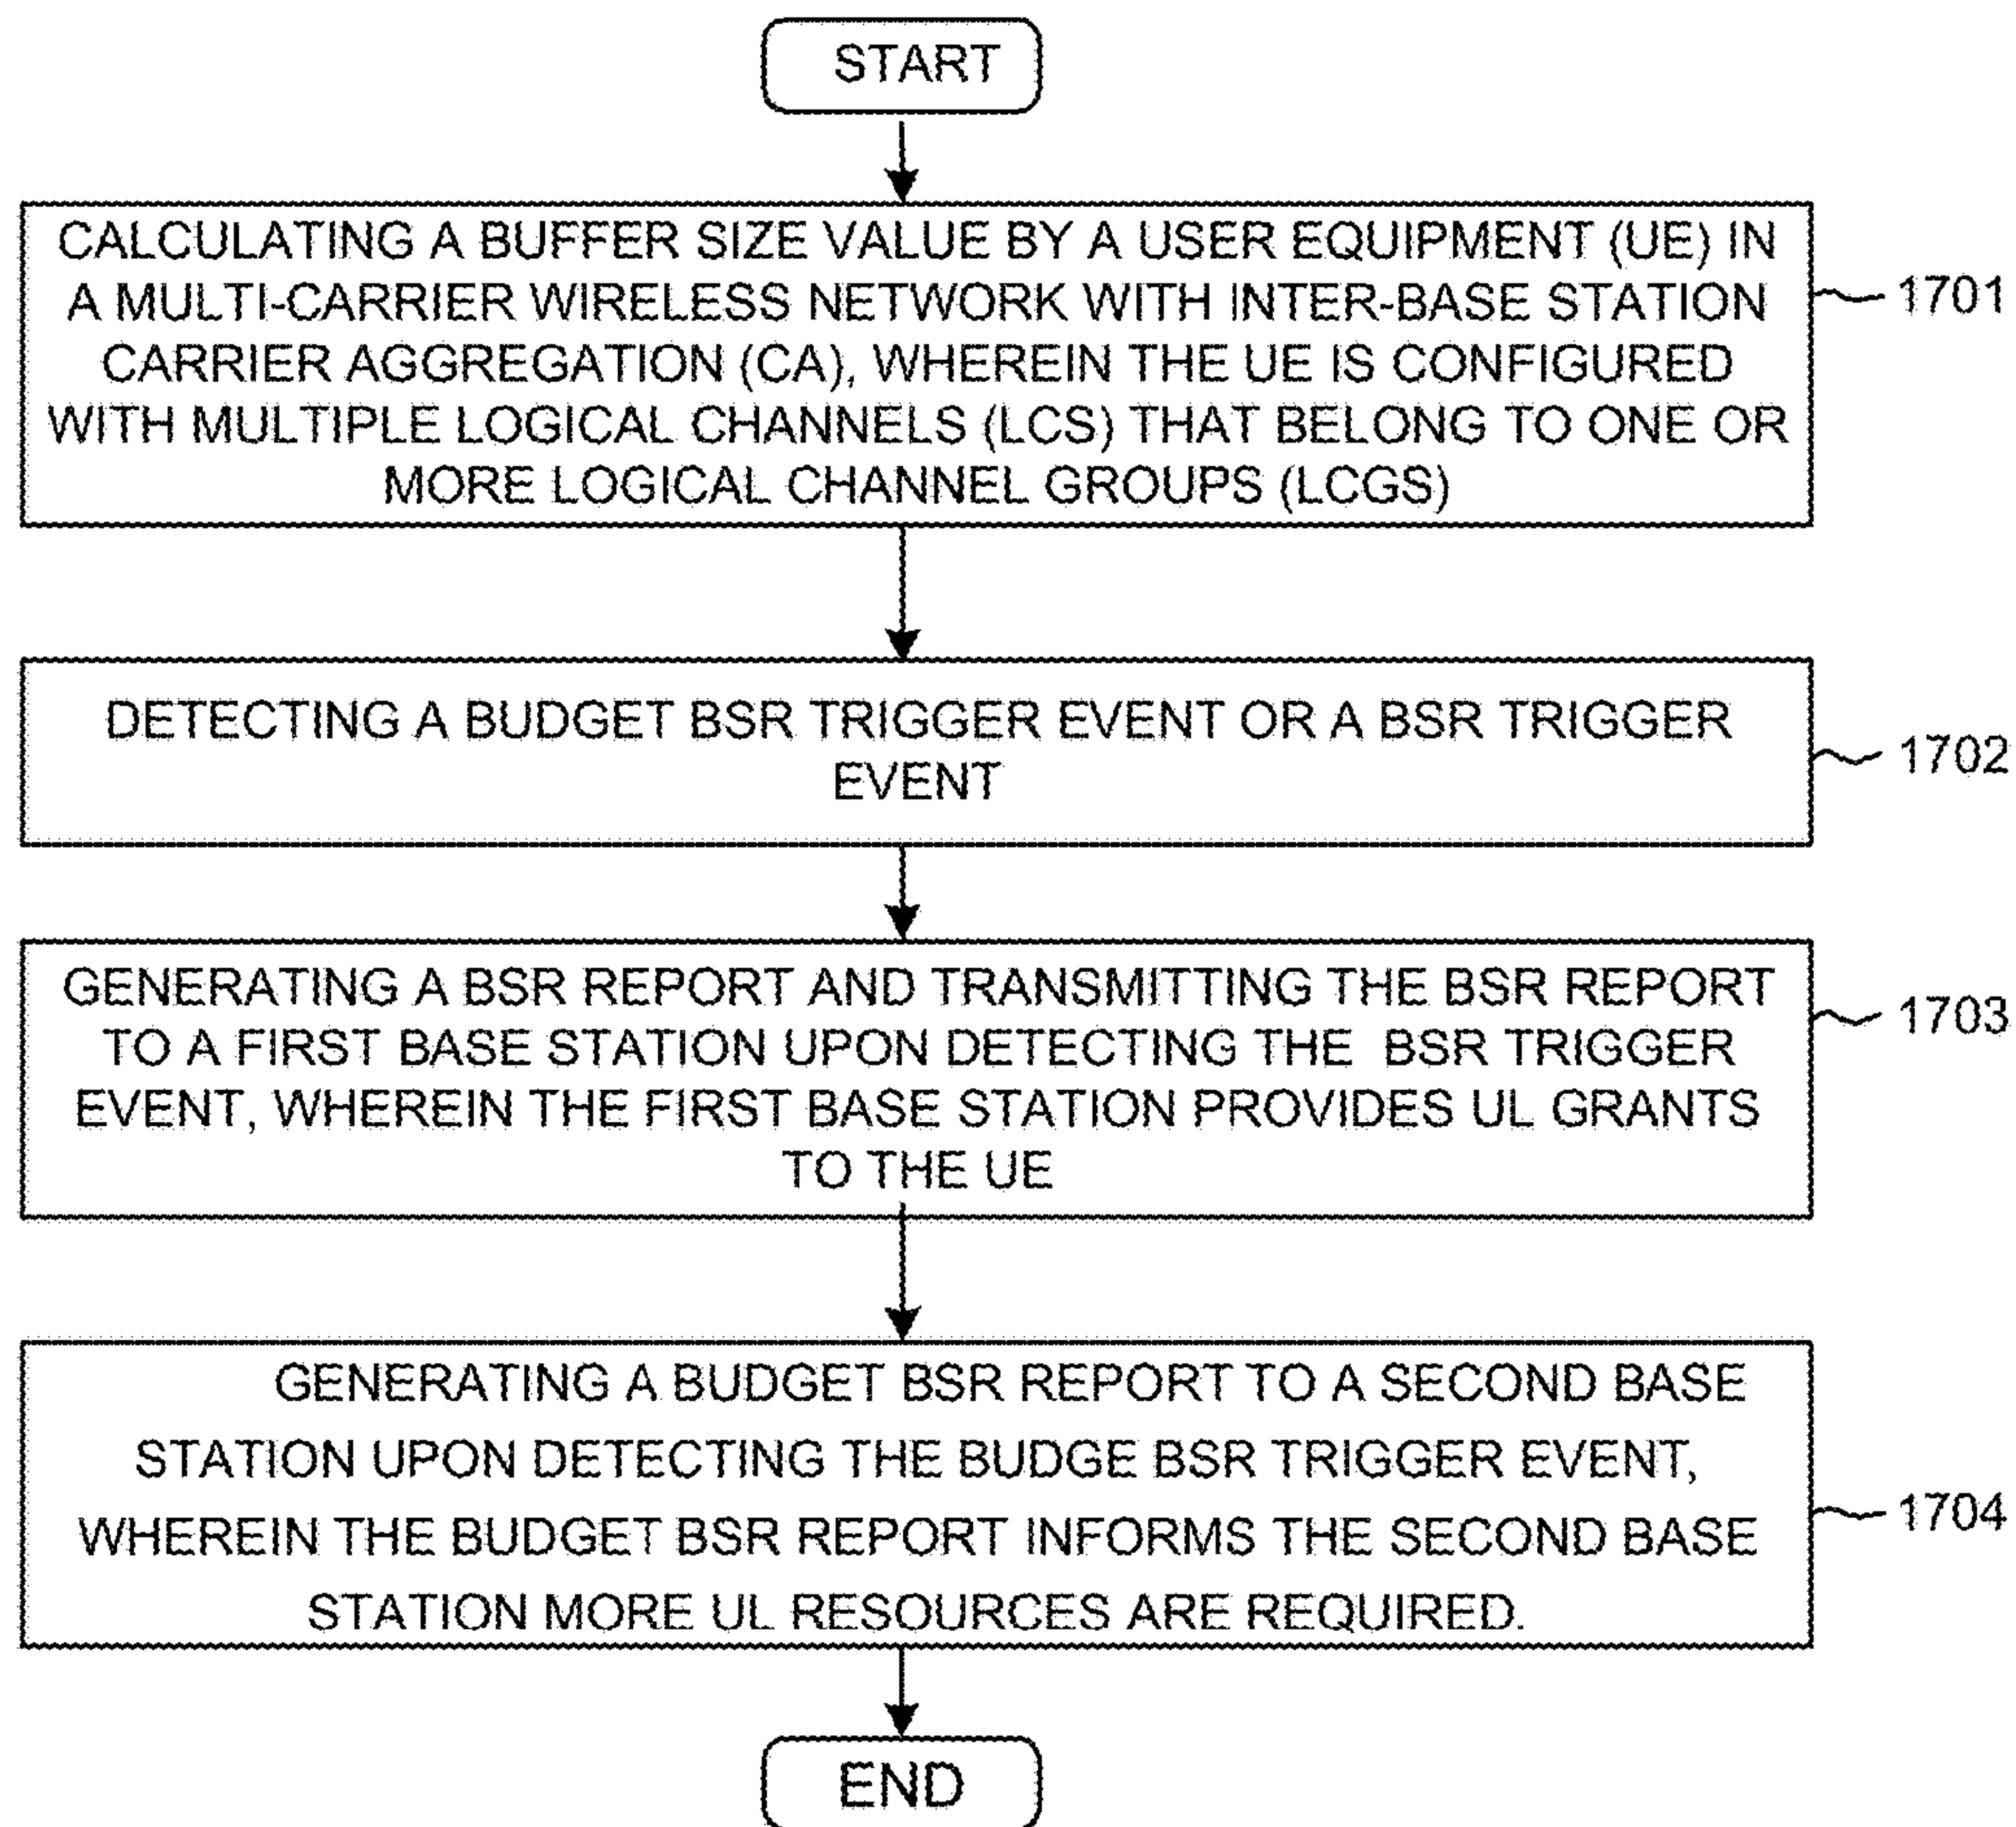 START
CALCULATING A BUFFER SIZE VALUE BY A USER EQUIPMENT (UE) IN
A MULTI-CARRIER WIRELESS NETWORK WITH INTER-BASE STATION
CARRIER AGGREGATION (CA), WHEREIN THE UE IS CONFIGURED
WITH MULTIPLE LOGICAL CHANNELS (LCS) THAT BELONG TO ONE OR
MORE LOGICAL CHANNEL GROUPS (LCGS)
1701
DETECTING A BUDGET BSR TRIGGER EVENT OR A BSR TRIGGER
EVENT
1702
GENERATING A BSR REPORT AND TRANSMITTING THE BSR REPORT
TO A FIRST BASE STATION UPON DETECTING THE BSR TRIGGER
EVENT, WHEREIN THE FIRST BASE STATION PROVIDES UL GRANTS
TO THE UE
1703
GENERATING A BUDGET BSR REPORT TO A SECOND BASE
STATION UPON DETECTING THE BUDGE BSR TRIGGER EVENT,
WHEREIN THE BUDGET BSR REPORT INFORMS THE SECOND BASE
STATION MORE UL RESOURCES ARE REQUIRED.
1704
END